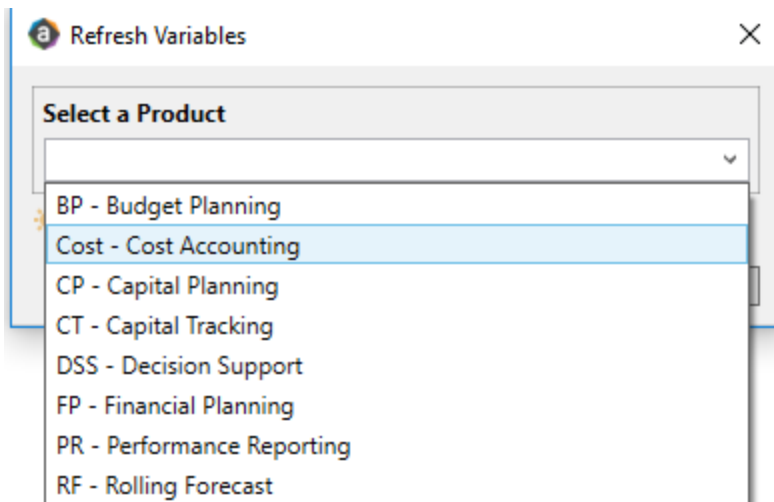 Refresh Variables
Select a Product
BP - Budget Planning
Cost - Cost Accounting
CP - Capital Planning
CT - Capital Tracking
DSS - Decision Support
FP - Financial Planning
PR - Performance Reporting
RF - Rolling Forecast